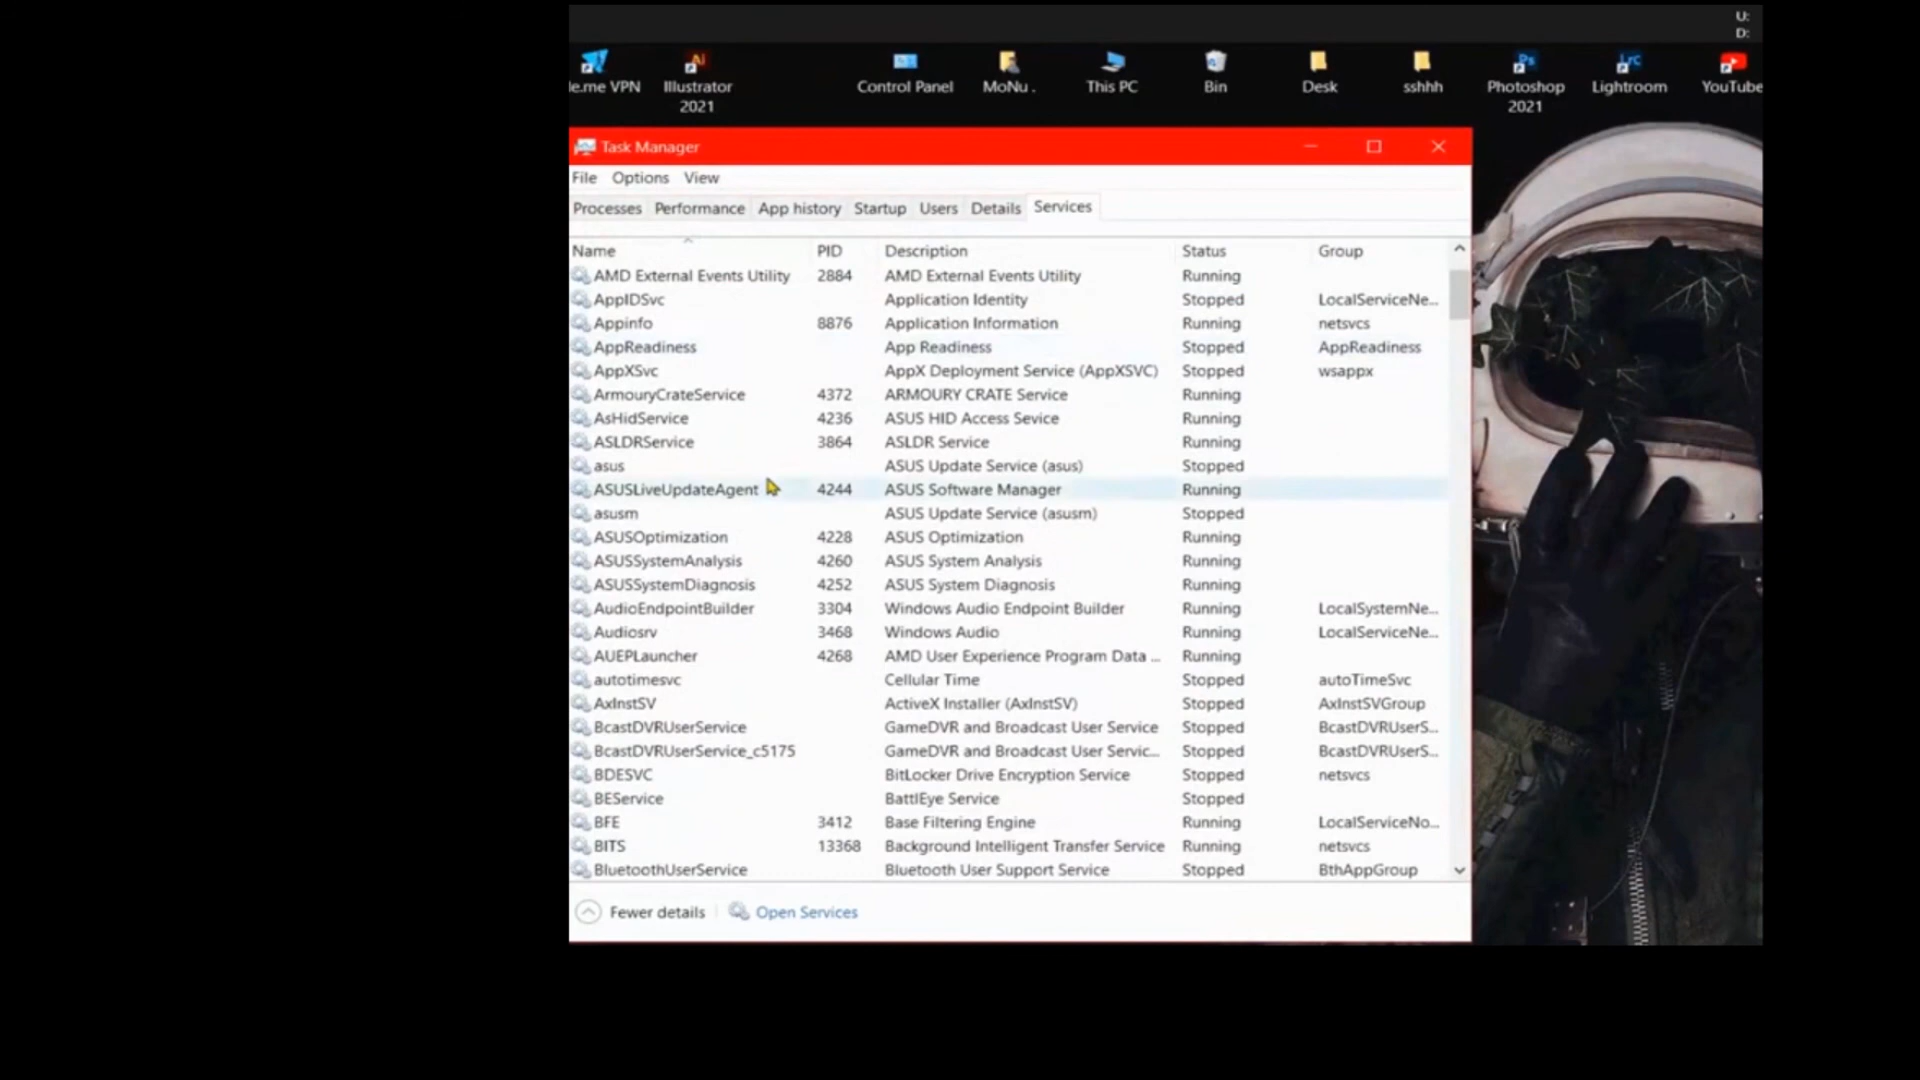 U:
D:
le.me VPN Illustrator 2021 Control Panel MoNu . This PC Bin Desk sshhh Photoshop 2021 Lightroom YouTube
Task Manager
File Options View
Processes Performance App history Startup Users Details Services
Name PID Description Status Group
AMD External Events Utility 2884 AMD External Events Utility Running
AppIDSvc Application Identity Stopped LocalServiceNe...
Appinfo 8876 Application Information Running netsvcs
AppReadiness App Readiness Stopped AppReadiness
AppXSvc AppX Deployment Service (AppXSVC) Stopped wsappx
ArmouryCrateService 4372 ARMOURY CRATE Service Running
AsHidService 4236 ASUS HID Access Sevice Running
ASLDRService 3864 ASLDR Service Running
asus ASUS Update Service (asus) Stopped
ASUSLiveUpdateAgent 4244 ASUS Software Manager Running
asusm ASUS Update Service (asusm) Stopped
ASUSOptimization 4228 ASUS Optimization Running
ASUSSystemAnalysis 4260 ASUS System Analysis Running
ASUSSystemDiagnosis 4252 ASUS System Diagnosis Running
AudioEndpointBuilder 3304 Windows Audio Endpoint Builder Running LocalSystemNe...
Audiosrv 3468 Windows Audio Running LocalServiceNe...
AUEPLauncher 4268 AMD User Experience Program Data ... Running
autotimesvc Cellular Time Stopped autoTimeSvc
AxInstSV ActiveX Installer (AxInstSV) Stopped AxInstSVGroup
BcastDVRUserService GameDVR and Broadcast User Service Stopped BcastDVRUserS...
BcastDVRUserService_c5175 GameDVR and Broadcast User Servic... Stopped BcastDVRUserS...
BDESVC BitLocker Drive Encryption Service Stopped netsvcs
BEService BattlEye Service Stopped
BFE 3412 Base Filtering Engine Running LocalServiceNo...
BITS 13368 Background Intelligent Transfer Service Running netsvcs
BluetoothUserService Bluetooth User Support Service Stopped BthAppGroup
Fewer details Open Services